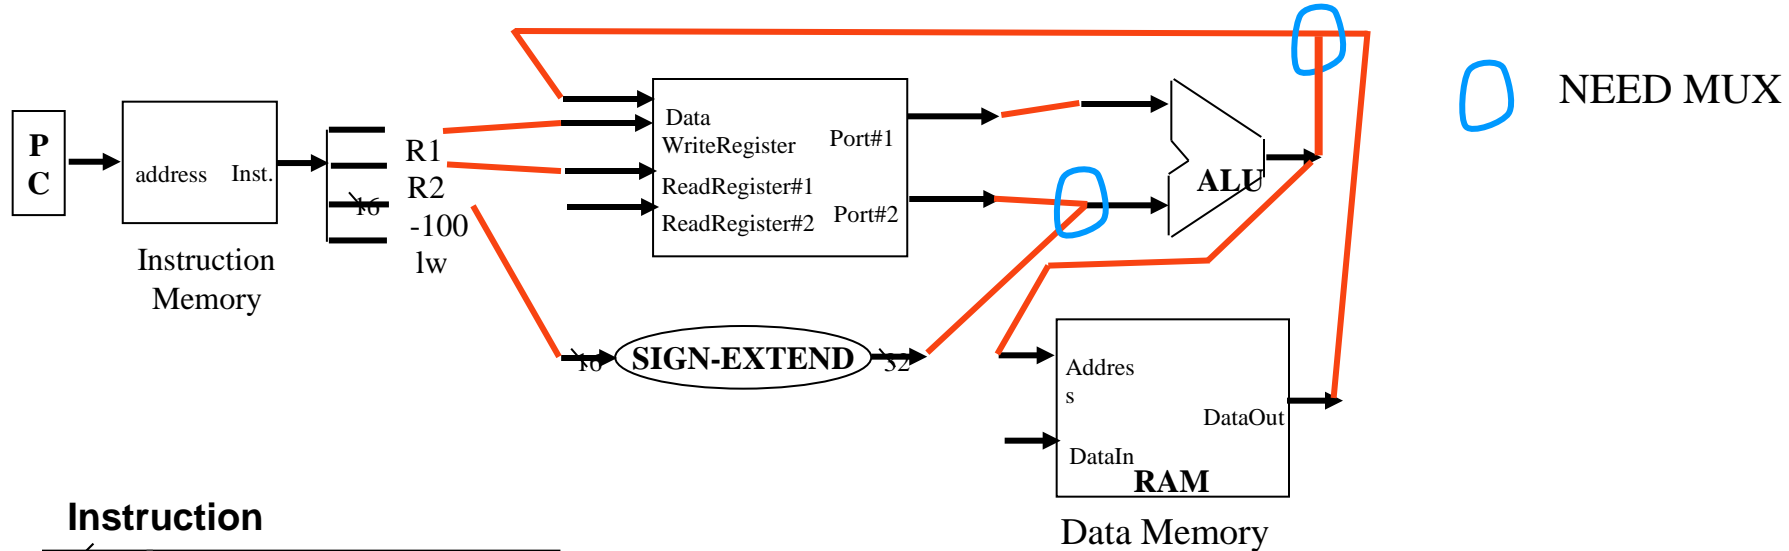 NEED MUX
P
C
address
Inst.
Instruction
Memory
R1
R2
-100
lw
16
Data
WriteRegister
ReadRegister#1
ReadRegister#2
Port#1
Port#2
ALU
16
SIGN-EXTEND
32
Addres
s
DataOut
DataIn
RAM
Data Memory
Instruction